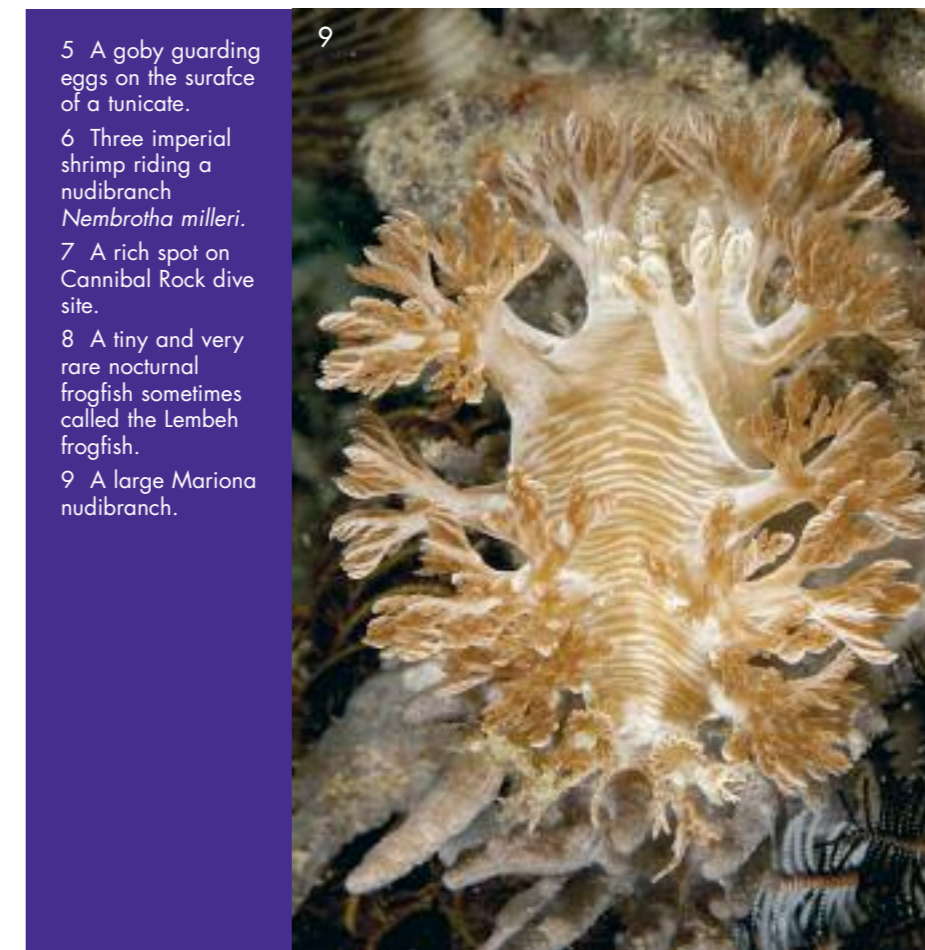 5 A goby guarding
eggs on the surafce
of a tunicate.
6 Three imperial
shrimp riding a
nudibranch
Nembrotha milleri.
7 A rich spot on
Cannibal Rock dive
site.
8 A tiny and very
rare nocturnal
frogfish sometimes
called the Lembeh
frogfish.
9 A large Mariona
nudibranch.
9